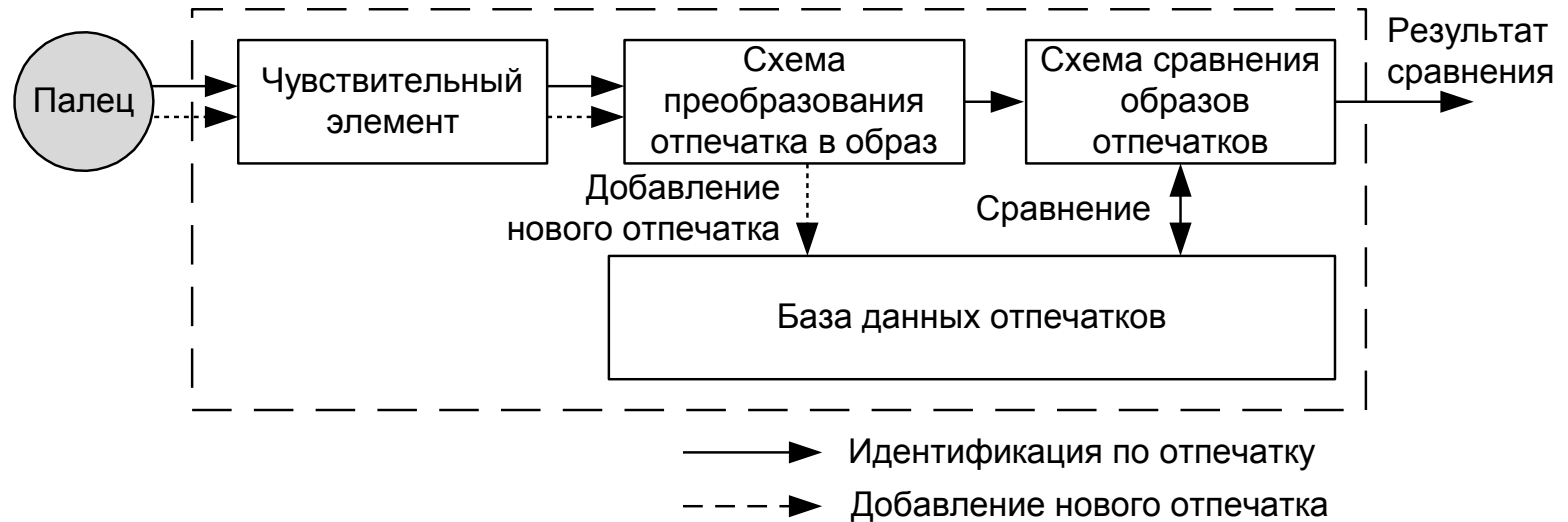 Палец
Чувствительный
элемент
Схема
преобразования
отпечатка в образ
Схема сравнения
образов
отпечатков
Результат
сравнения
Добавление
нового отпечатка
Сравнение
База данных отпечатков
Идентификация по отпечатку
Добавление нового отпечатка